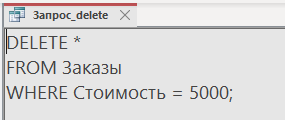 Запрос_delete
DELETE *
FROM Заказы
WHERE Стоимость = 5000;